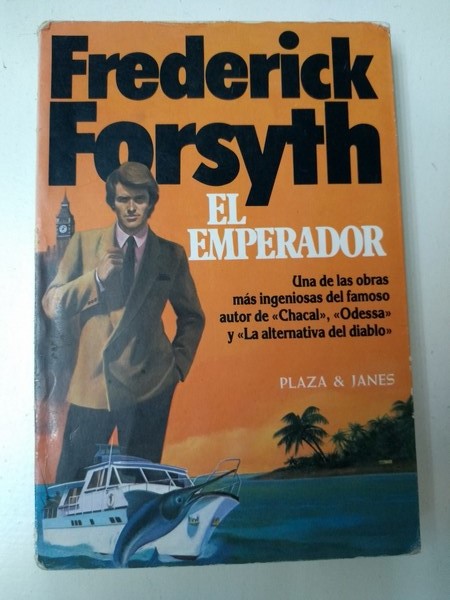 Frederick
Forsyth
EL
EMPERADOR
Una de las obras
más ingeniosas del famoso
autor de «Chacal», «Odessa»
y «La alternativa del diablo»
PLAZA & JANES